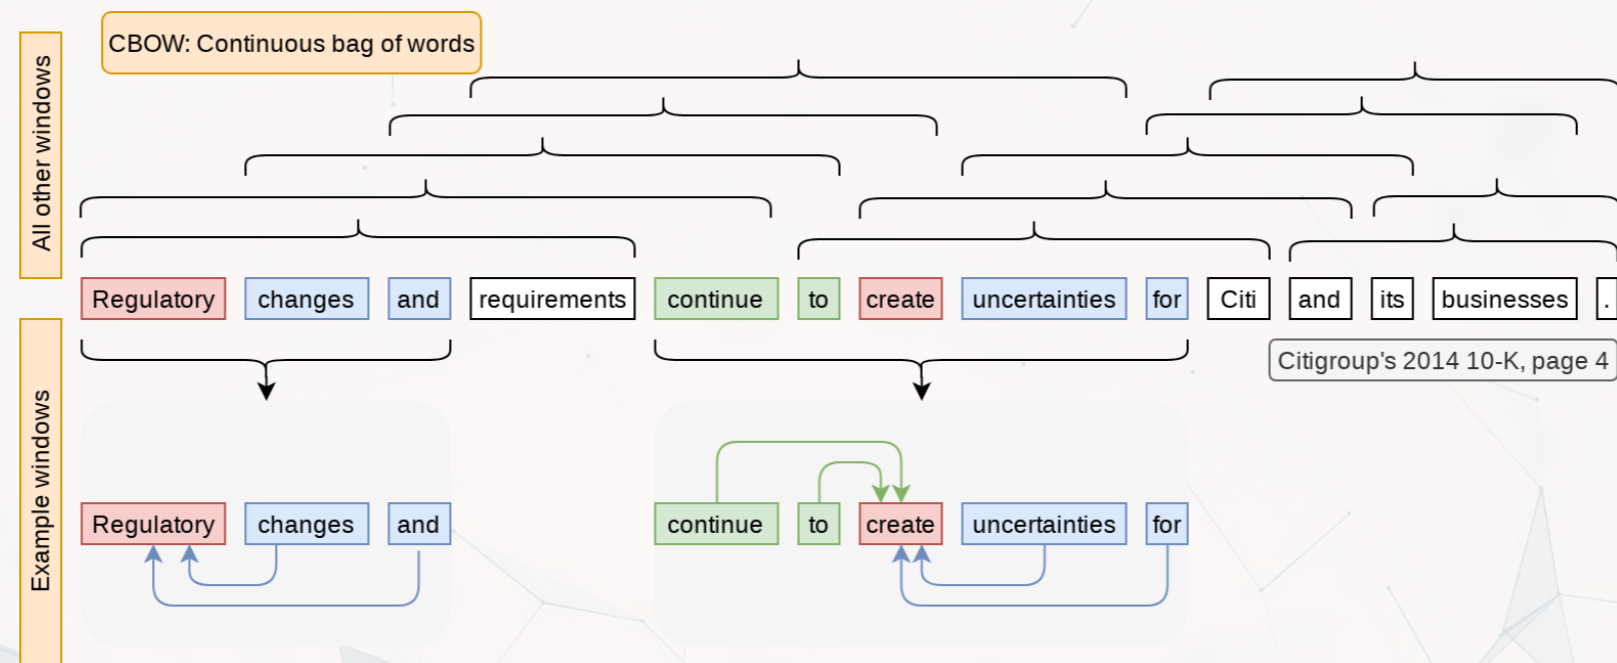 CBOW: Continuous bag of words
All other windows
Regulatory changes and requirements continue to create uncertainties for Citi and its businesses .
Citigroup's 2014 10-K, page 4
Example windows
Regulatory changes and continue to create uncertainties for